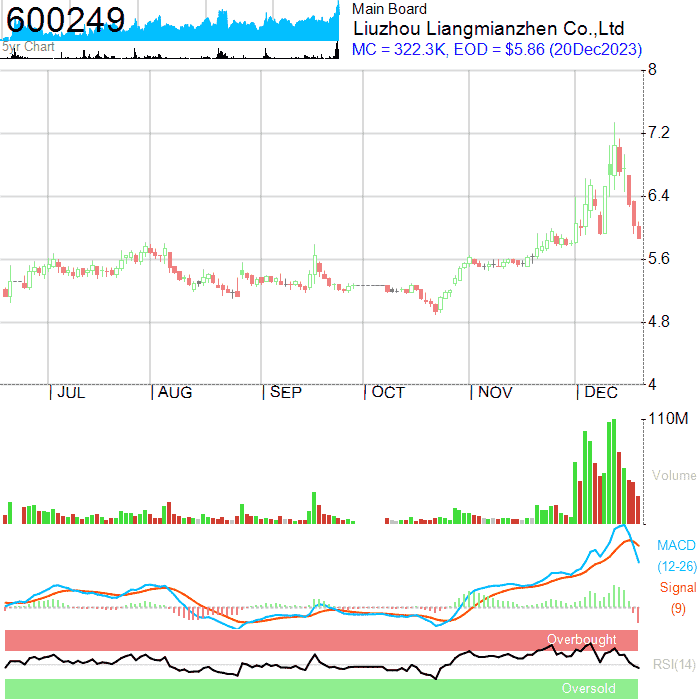 600249
5yr Chart
Main Board
Liuzhou Liangmianzhen Co.,Ltd
MC = 322.3K, EOD = $5.86 (20Dec2023)
8
7.2
6.4
5.6
4.8
4
JUL AUG SEP OCT NOV DEC
110M
Volume
MACD
(12-26)
Signal
(9)
Overbought
RSI(14)
Oversold